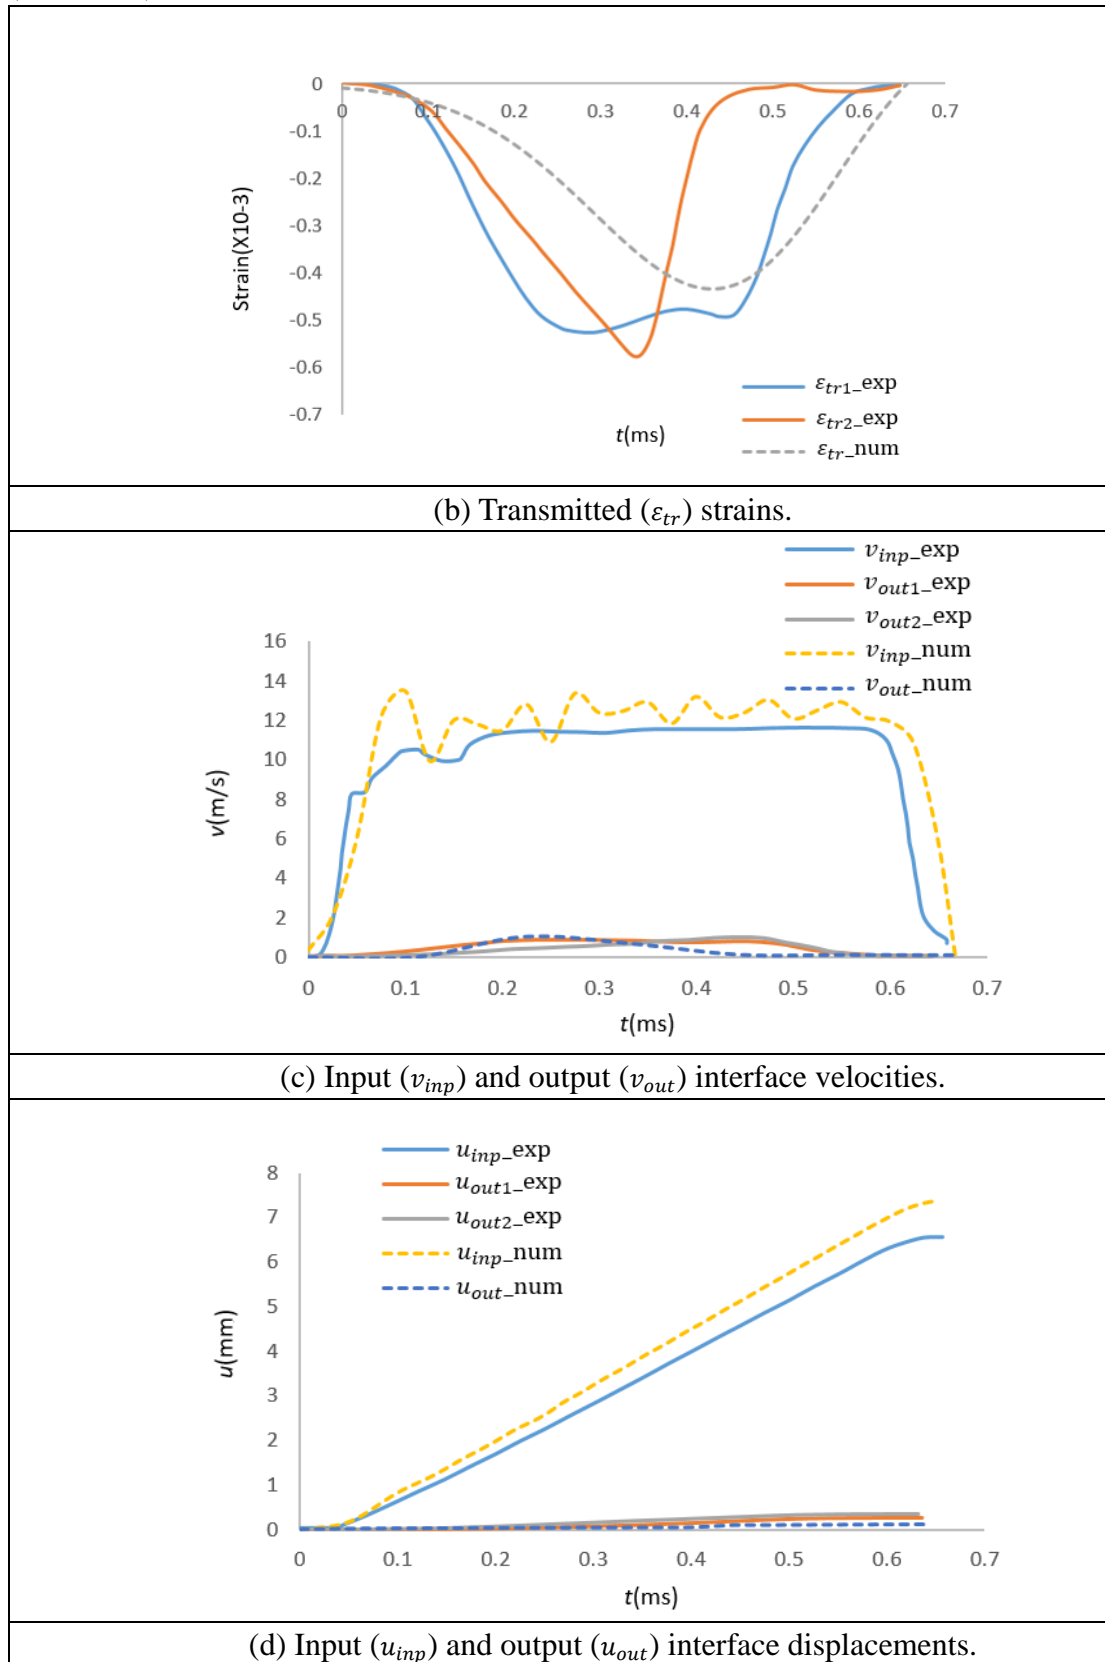 0
0 0.1 0.2 0.3 0.4 0.5 0.6 0.7
-0.1
-0.2
-0.3
-0.4
-0.5
-0.6
-0.7
Strain(X10-3)
t(ms)
εtr1_exp
εtr2_exp
εtr_num
(b) Transmitted (εtr) strains.
vinp_exp
vout1_exp
vout2_exp
vinp_num
vout_num
16
14
12
10
8
6
4
2
0
v(m/s)
0 0.1 0.2 0.3 0.4 0.5 0.6 0.7
t(ms)
(c) Input (vinp) and output (vout) interface velocities.
uinp_exp
uout1_exp
uout2_exp
uinp_num
uout_num
8
7
6
5
4
3
2
1
0
u(mm)
0 0.1 0.2 0.3 0.4 0.5 0.6 0.7
t(ms)
(d) Input (uinp) and output (uout) interface displacements.